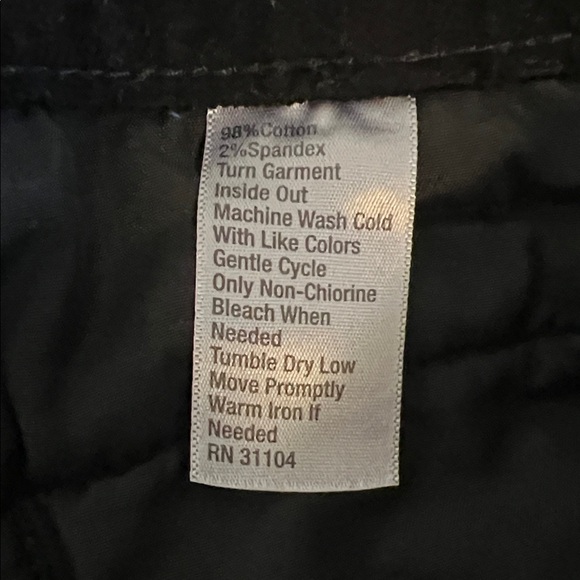 98%Cotton
2%Spandex
Turn Garment
Inside Out
Machine Wash Cold
With Like Colors
Gentle Cycle
Only Non-Chlorine
Bleach When
Needed
Tumble Dry Low
Move Promptly
Warm Iron If
Needed
RN 31104